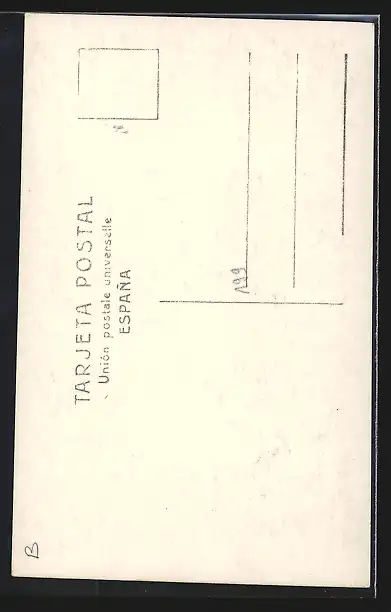 TARJETA POSTAL
Unión postale universelle
ESPAÑA
199
B